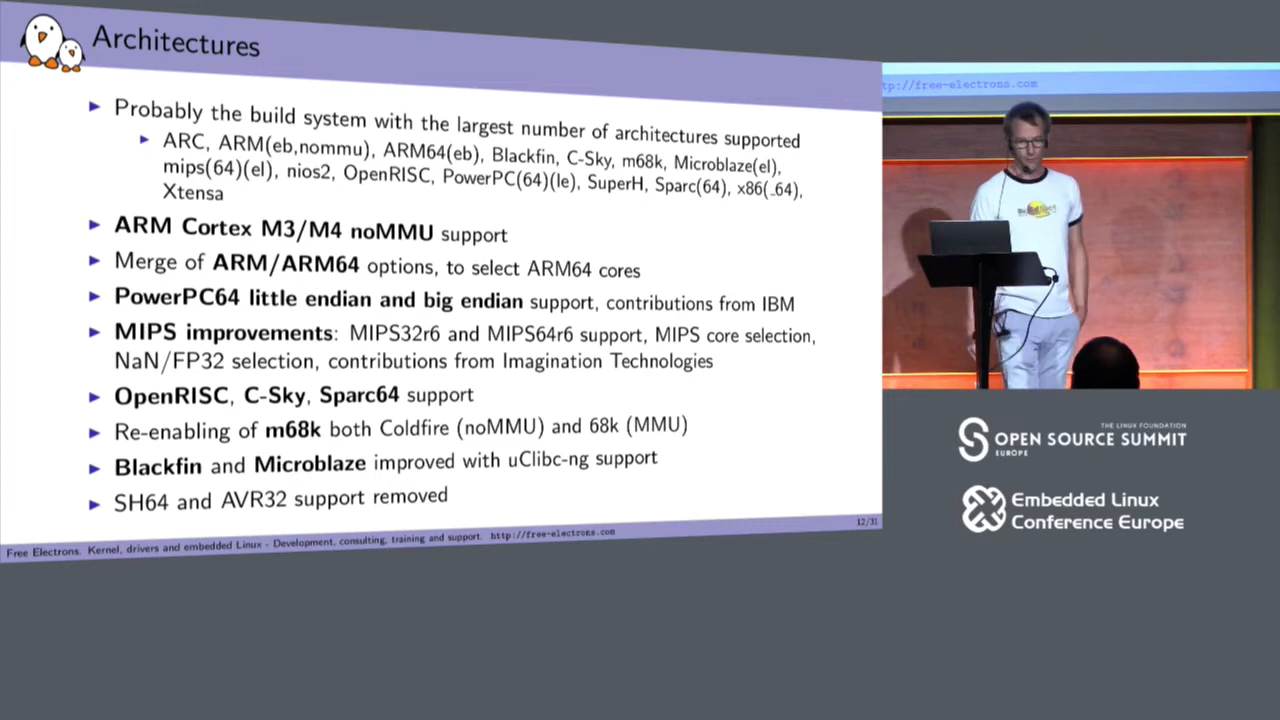 Architectures
▶ Probably the build system with the largest number of architectures supported
▶ ARC, ARM(eb,nommu), ARM64(eb), Blackfin, C-Sky, m68k, Microblaze(el),
mips(64)(el), nios2, OpenRISC, PowerPC(64)(le), SuperH, Sparc(64), x86(_64),
Xtensa
▶ ARM Cortex M3/M4 noMMU support
▶ Merge of ARM/ARM64 options, to select ARM64 cores
▶ PowerPC64 little endian and big endian support, contributions from IBM
▶ MIPS improvements: MIPS32r6 and MIPS64r6 support, MIPS core selection,
NaN/FP32 selection, contributions from Imagination Technologies
▶ OpenRISC, C-Sky, Sparc64 support
▶ Re-enabling of m68k both Coldfire (noMMU) and 68k (MMU)
▶ Blackfin and Microblaze improved with uClibc-ng support
▶ SH64 and AVR32 support removed
Free Electrons. Kernel, drivers and embedded Linux - Development, consulting, training and support. http://free-electrons.com
12/31
tp://free-electrons.com
THE LINUX FOUNDATION
OPEN SOURCE SUMMIT
EUROPE
Embedded Linux
Conference Europe